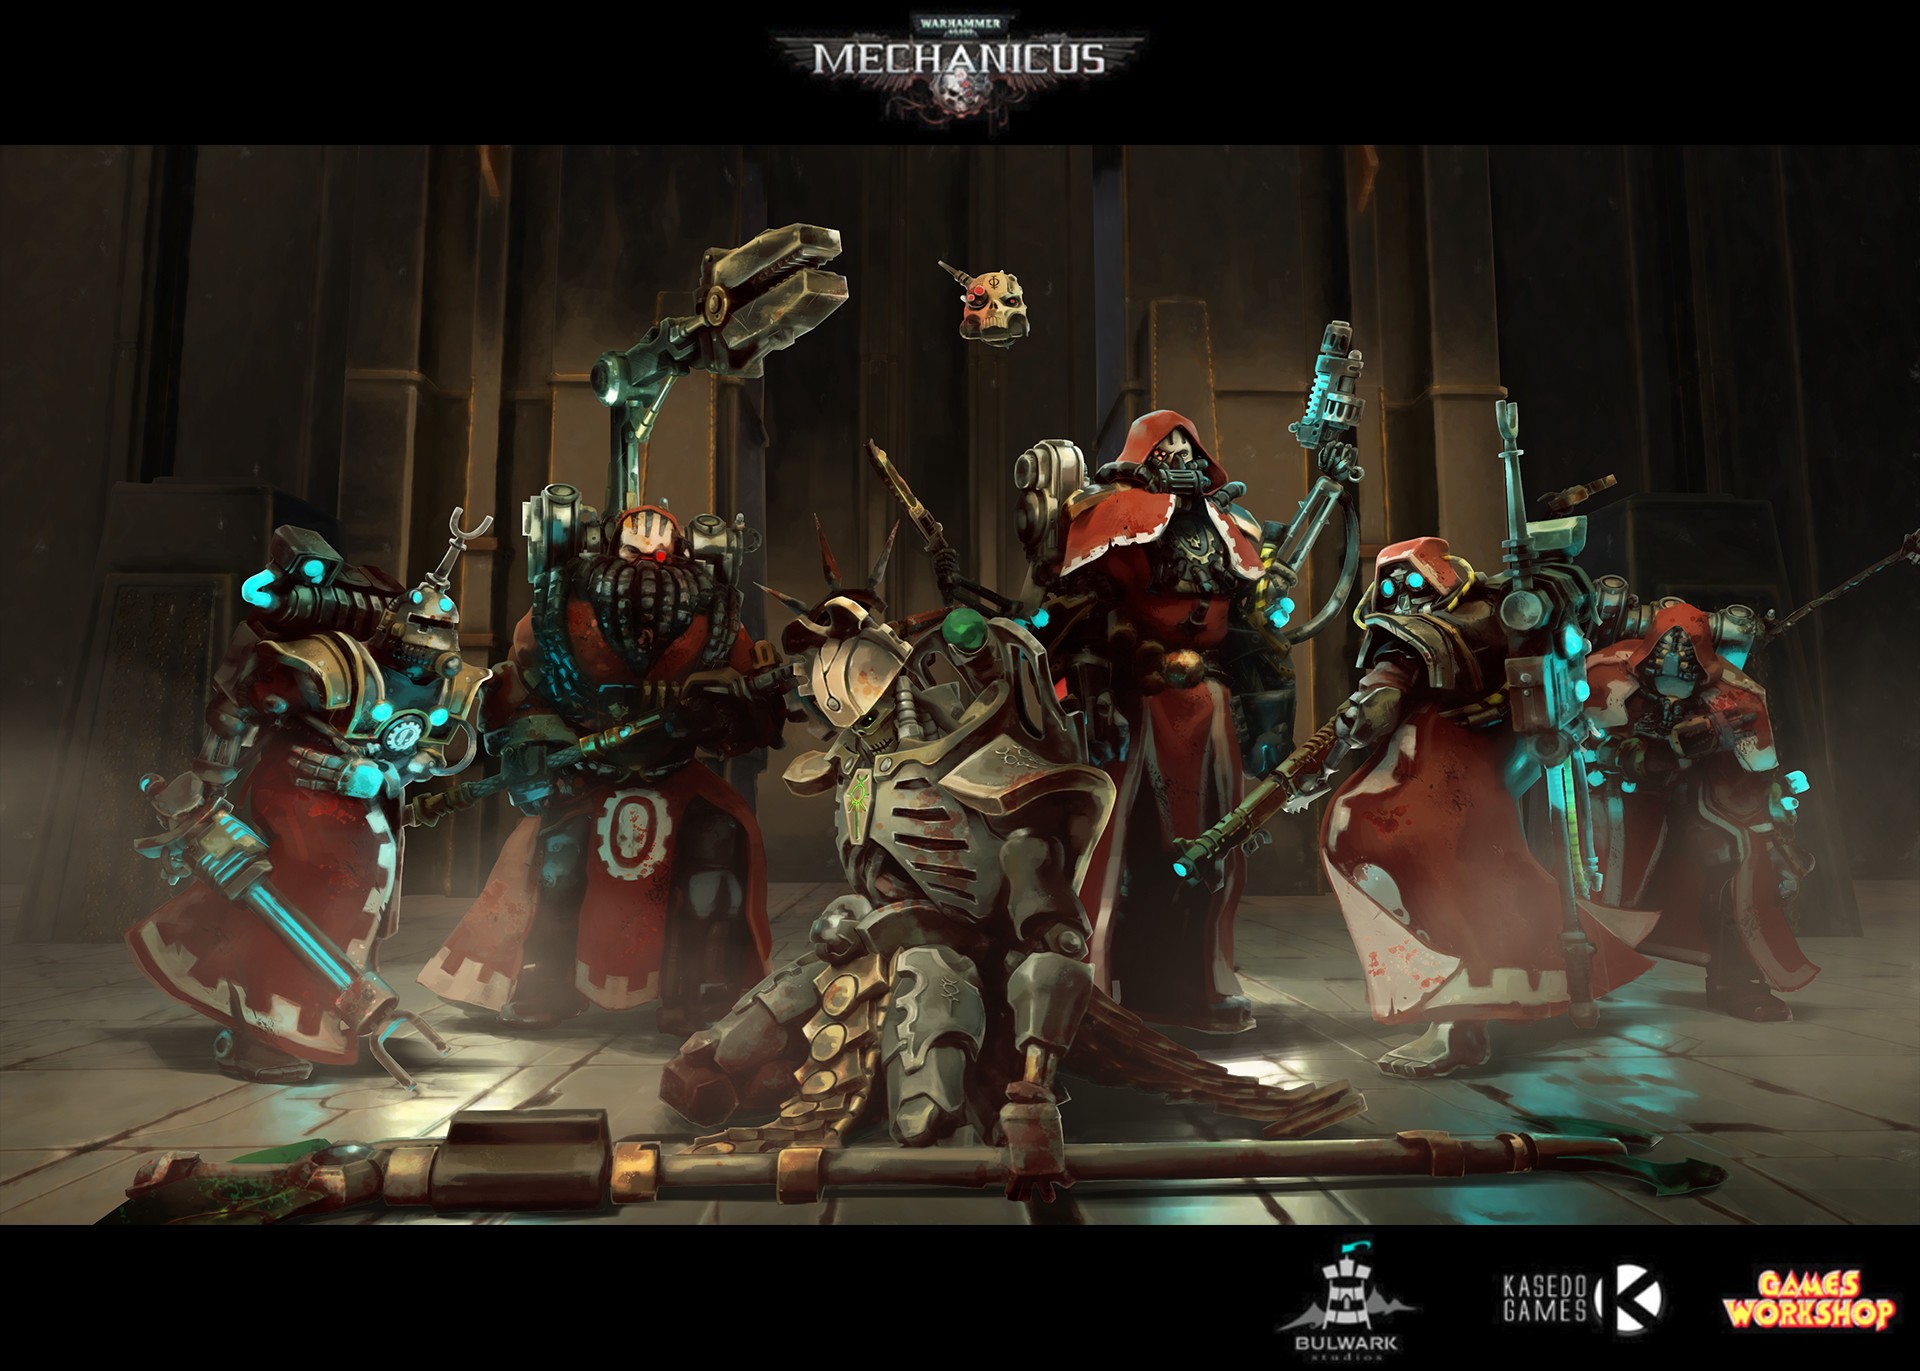 WARHAMMER
40,000
MECHANICUS
BULWARK
studios
KASEDO
GAMES
GAMES
WORKSHOP